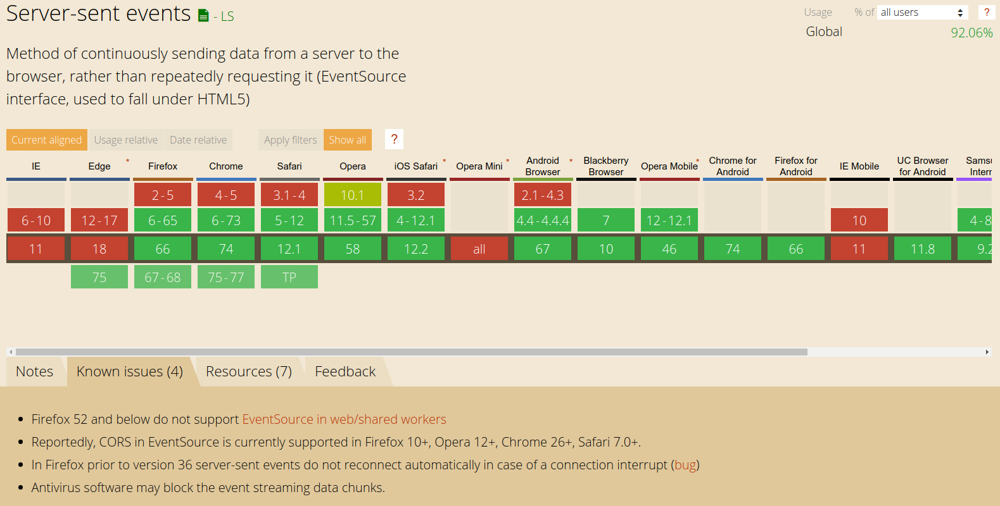 Server-sent events - LS
Usage % of all users ?
Global 92.06%
Method of continuously sending data from a server to the
browser, rather than repeatedly requesting it (EventSource
interface, used to fall under HTML5)
Current aligned Usage relative Date relative Apply filters Show all ?
IE Edge * Firefox Chrome Safari Opera iOS Safari * Opera Mini * Android Browser * Blackberry Browser Opera Mobile * Chrome for Android Firefox for Android IE Mobile UC Browser for Android
2-5 4-5 3.1-4 10.1 3.2 2.1-4.3
6-10 12-17 6-65 6-73 5-12 11.5-57 4-12.1 4.4-4.4.4 7 12-12.1 10 4-8
11 18 66 74 12.1 58 12.2 all 67 10 46 74 66 11 11.8 9.2
75 67-68 75-77 TP
Notes Known issues (4) Resources (7) Feedback
Firefox 52 and below do not support EventSource in web/shared workers
Reportedly, CORS in EventSource is currently supported in Firefox 10+, Opera 12+, Chrome 26+, Safari 7.0+.
In Firefox prior to version 36 server-sent events do not reconnect automatically in case of a connection interrupt (bug)
Antivirus software may block the event streaming data chunks.